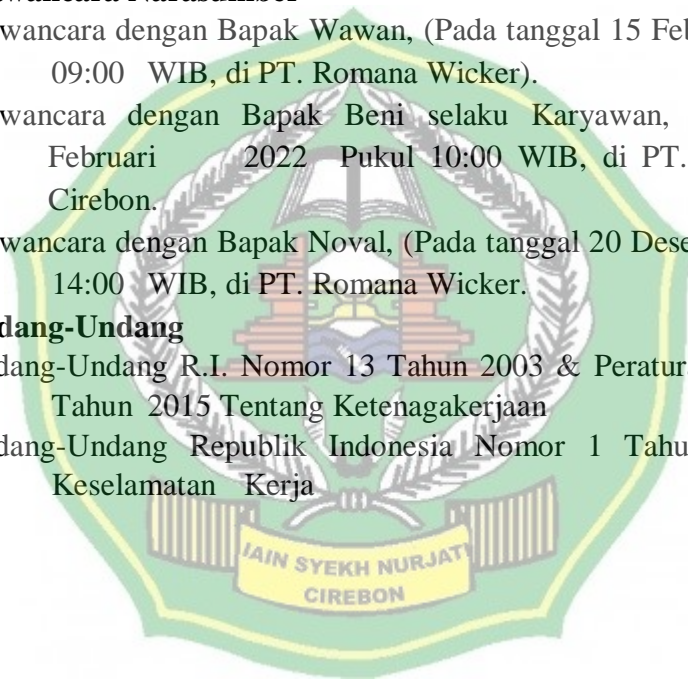 wancara dengan Bapak Wawan, (Pada tanggal 15 Feb
09:00 WIB, di PT. Romana Wicker).
wancara dengan Bapak Beni selaku Karyawan,
Februari 2022 Pukul 10:00 WIB, di PT.
Cirebon.
wancara dengan Bapak Noval, (Pada tanggal 20 Dese
14:00 WIB, di PT. Romana Wicker.
dang-Undang
dang-Undang R.I. Nomor 13 Tahun 2003 & Peratur
Tahun 2015 Tentang Ketenagakerjaan
dang-Undang Republik Indonesia Nomor 1 Tahu
Keselamatan Kerja
IAIN SYEKH NURJATI
CIREBON